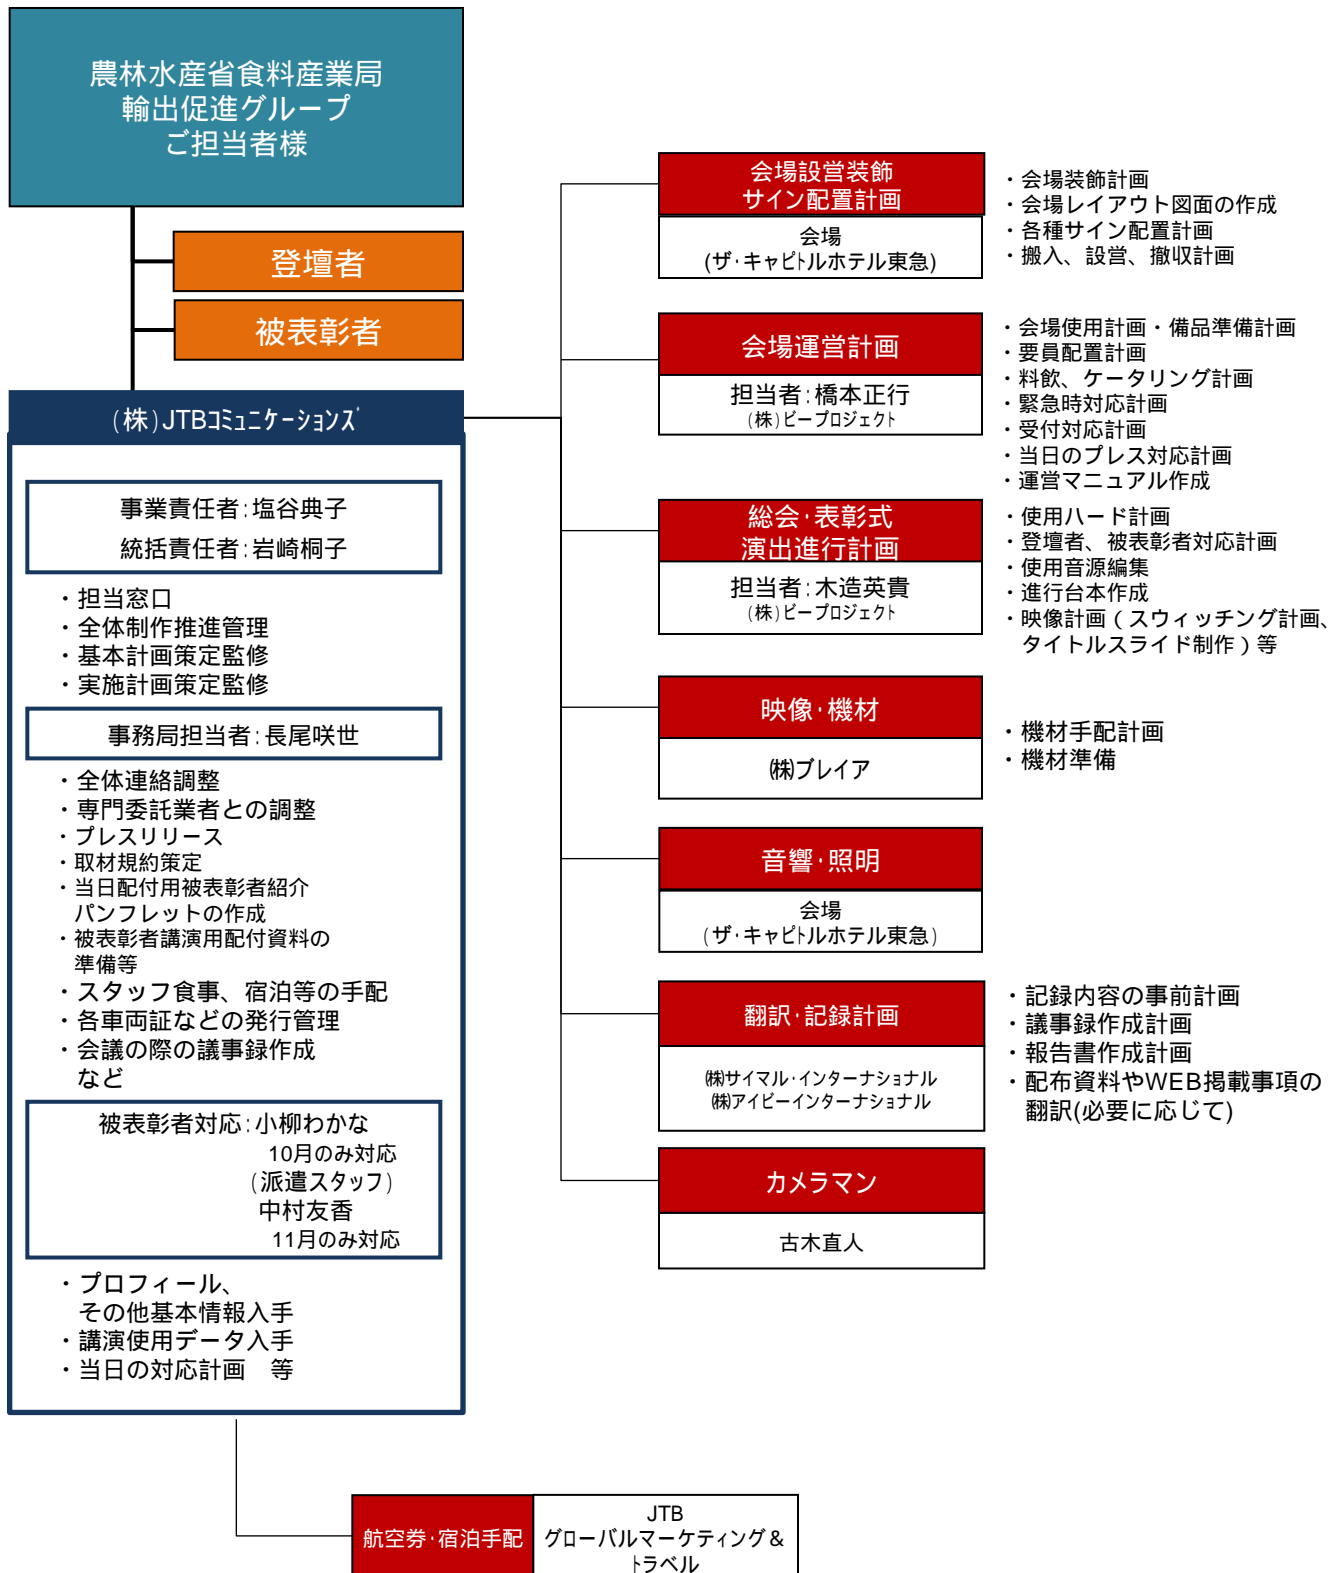 農林水産省食料産業局
輸出促進グループ
ご担当者様
登壇者
被表彰者
(株)JTBｺﾐｭﾆｹｰｼｮﾝｽﾞ
事業責任者:塩谷典子
統括責任者:岩崎桐子
・担当窓口
・全体制作推進管理
・基本計画策定監修
・実施計画策定監修
事務局担当者:長尾咲世
・全体連絡調整
・専門委託業者との調整
・プレスリリース
・取材規約策定
・当日配付用被表彰者紹介
パンフレットの作成
・被表彰者講演用配付資料の
準備等
・スタッフ食事、宿泊等の手配
・各車両証などの発行管理
・会議の際の議事録作成
など
被表彰者対応:小柳わかな
10月のみ対応
(派遣スタッフ)
中村友香
11月のみ対応
・プロフィール、
その他基本情報入手
・講演使用データ入手
・当日の対応計画　等
会場設営装飾
サイン配置計画
会場
(ザ･キャピトルホテル東急)
・会場装飾計画
・会場レイアウト図面の作成
・各種サイン配置計画
・搬入、設営、撤収計画
会場運営計画
担当者:橋本正行
(株)ビープロジェクト
・会場使用計画・備品準備計画
・要員配置計画
・料飲、ケータリング計画
・緊急時対応計画
・受付対応計画
・当日のプレス対応計画
・運営マニュアル作成
総会･表彰式
演出進行計画
担当者:木造英貴
(株)ビープロジェクト
・使用ハード計画
・登壇者、被表彰者対応計画
・使用音源編集
・進行台本作成
・映像計画（スウィッチング計画、
タイトルスライド制作）等
映像･機材
㈱ブレイア
・機材手配計画
・機材準備
音響･照明
会場
(ザ･キャピトルホテル東急)
翻訳･記録計画
㈱サイマル･インターナショナル
㈱アイビーインターナショナル
・記録内容の事前計画
・議事録作成計画
・報告書作成計画
・配布資料やWEB掲載事項の
翻訳(必要に応じて)
カメラマン
古木直人
航空券･宿泊手配
JTB
グローバルマーケティング＆
トラベル